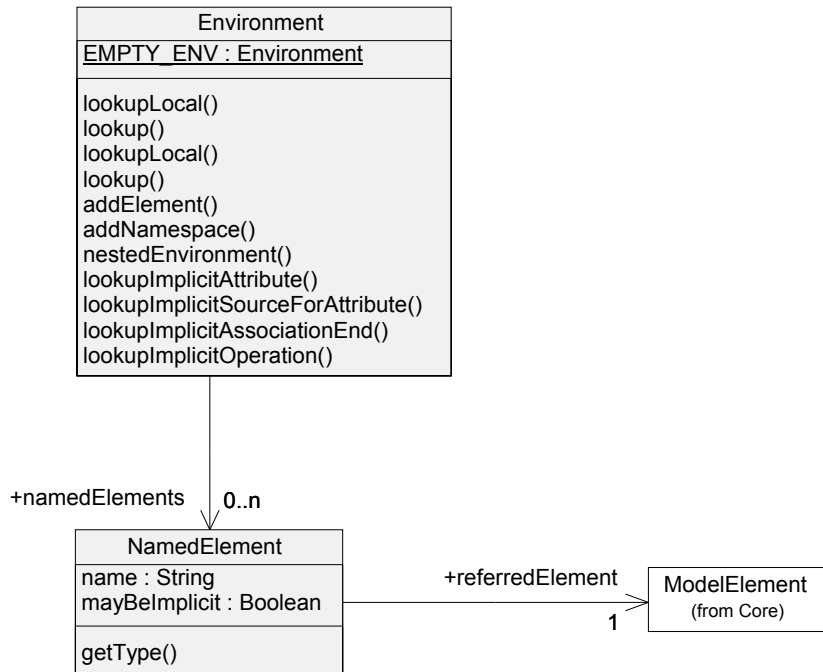 Environment
EMPTY_ENV : Environment
lookupLocal()
lookup()
lookupLocal()
lookup()
addElement()
addNamespace()
nestedEnvironment()
lookupImplicitAttribute()
lookupImplicitSourceForAttribute()
lookupImplicitAssociationEnd()
lookupImplicitOperation()
+namedElements 0..n
NamedElement
name : String
mayBeImplicit : Boolean
getType()
+referredElement
1
ModelElement
(from Core)